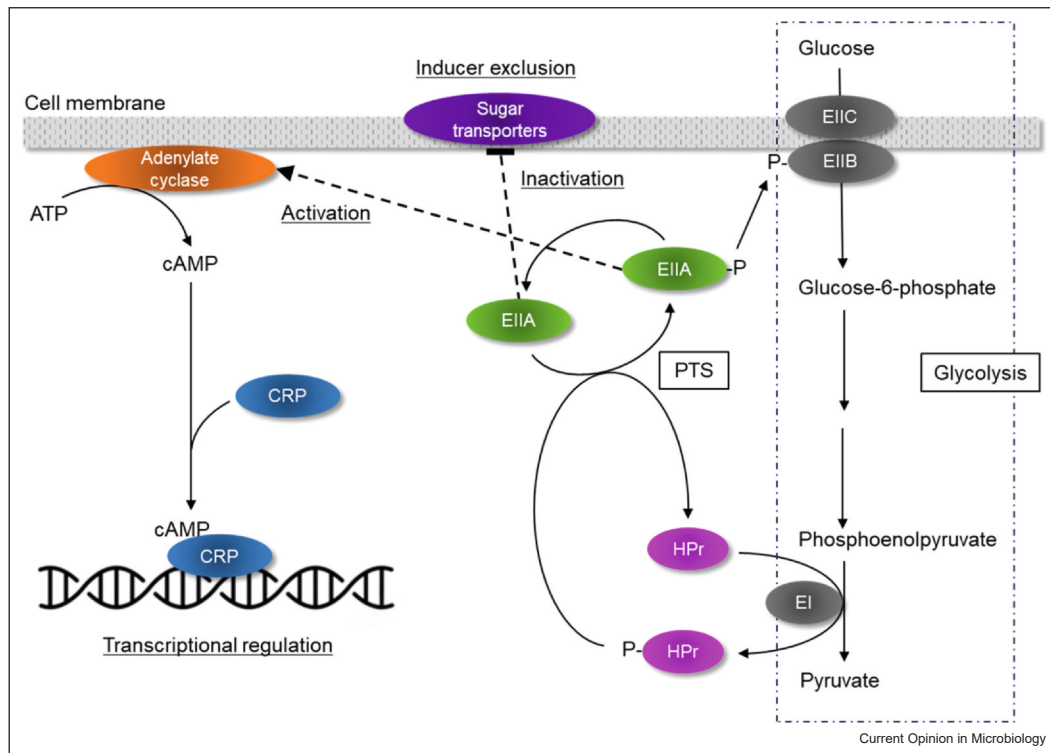 Glucose
Inducer exclusion
Cell membrane
Sugar
transporters
EIIC
Adenylate
cyclase
P-
EIIB
Inactivation
ATP
Activation
cAMP
EIIA
-P
Glucose-6-phosphate
EIIA
PTS
Glycolysis
CRP
cAMP
CRP
HPr
Phosphoenolpyruvate
EI
Transcriptional regulation
P-
HPr
Pyruvate
Current Opinion in Microbiology